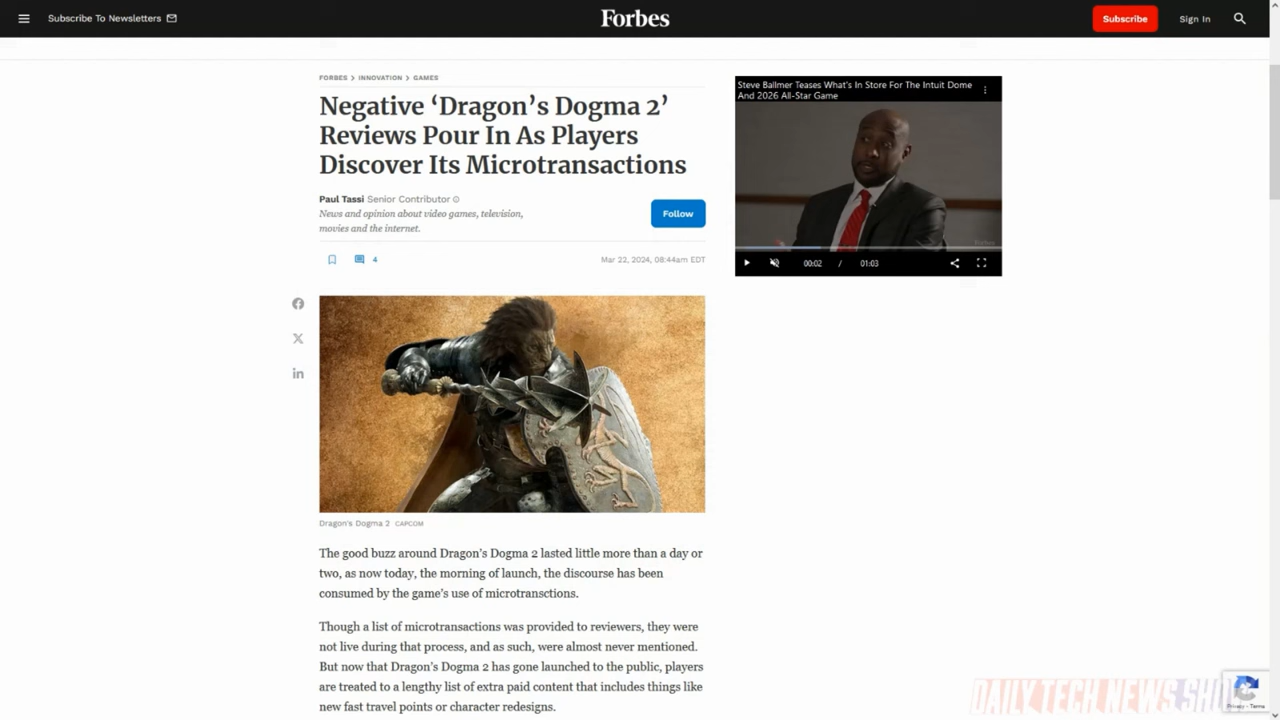 Subscribe To Newsletters
Forbes
Subscribe
Sign In
FORBES > INNOVATION > GAMES
Negative ‘Dragon’s Dogma 2’
Reviews Pour In As Players
Discover Its Microtransactions
Paul Tassi Senior Contributor
News and opinion about video games, television,
movies and the internet.
Follow
4
Mar 22, 2024, 08:44am EDT
Steve Ballmer Teases What's In Store For The Intuit Dome
And 2026 All-Star Game
Forbes
00:02 / 01:03
Dragon's Dogma 2 CAPCOM
The good buzz around Dragon’s Dogma 2 lasted little more than a day or
two, as now today, the morning of launch, the discourse has been
consumed by the game’s use of microtransctions.
Though a list of microtransactions was provided to reviewers, they were
not live during that process, and as such, were almost never mentioned.
But now that Dragon’s Dogma 2 has gone launched to the public, players
are treated to a lengthy list of extra paid content that includes things like
new fast travel points or character redesigns.
DAILY TECH NEWS SHOW
Privacy - Terms